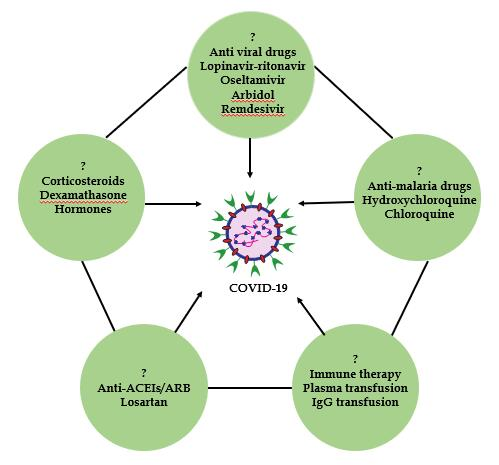 ?
Anti viral drugs
Lopinavir-ritonavir
Oseltamivir
Arbidol
Remdesivir
?
Corticosteroids
Dexamathasone
Hormones
?
Anti-malaria drugs
Hydroxychloroquine
Chloroquine
COVID-19
?
Anti-ACEIs/ARB
Losartan
?
Immune therapy
Plasma transfusion
IgG transfusion